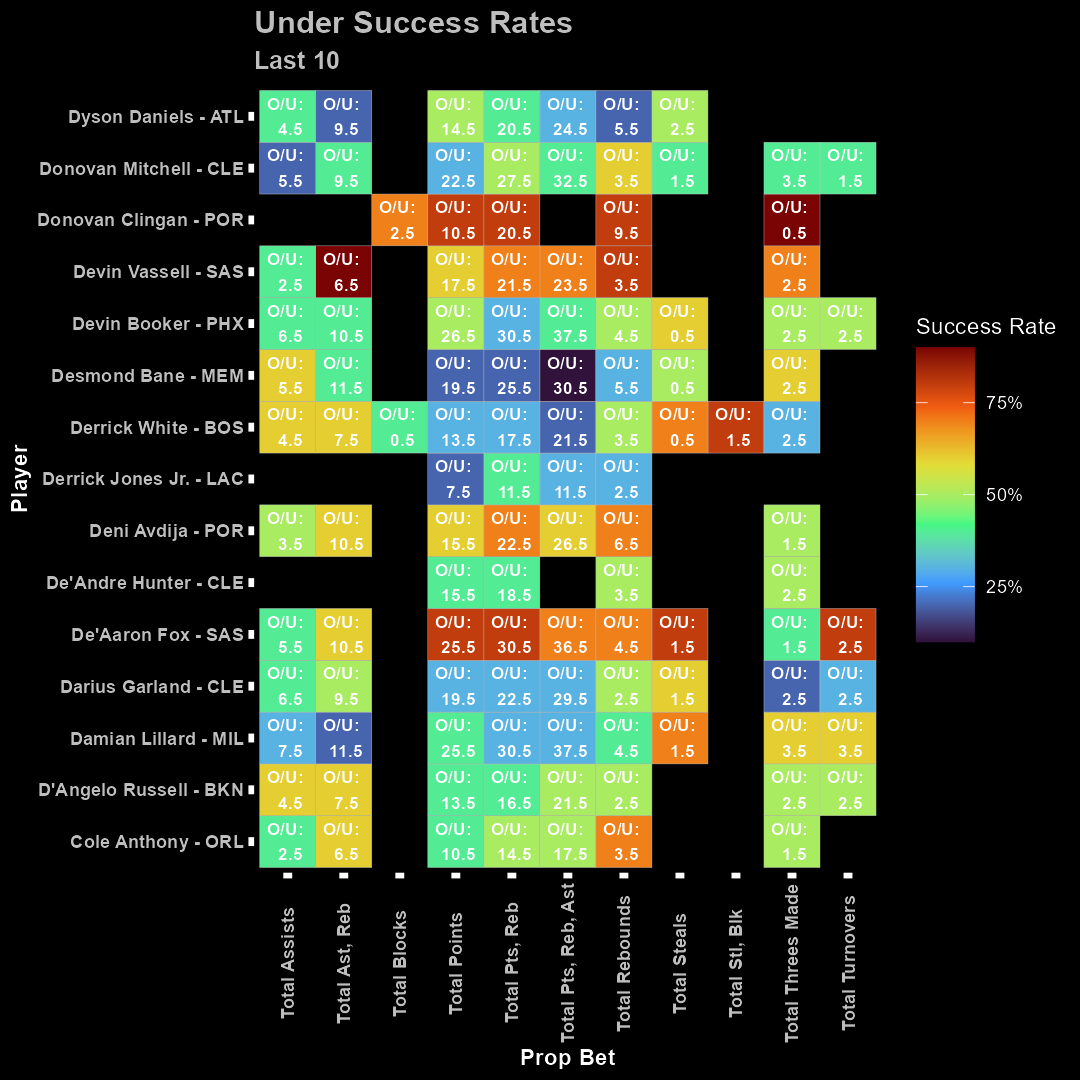 Under Success Rates
Last 10
Player
Dyson Daniels - ATL
O/U: O/U: O/U: O/U: O/U: O/U: O/U:
4.5 9.5 14.5 20.5 24.5 5.5 2.5
Donovan Mitchell - CLE
O/U: O/U: O/U: O/U: O/U: O/U: O/U: O/U: O/U:
5.5 9.5 22.5 27.5 32.5 3.5 1.5 3.5 1.5
Donovan Clingan - POR
O/U: O/U: O/U: O/U: O/U:
2.5 10.5 20.5 9.5 0.5
Devin Vassell - SAS
O/U: O/U: O/U: O/U: O/U: O/U: O/U:
2.5 6.5 17.5 21.5 23.5 3.5 2.5
Devin Booker - PHX
O/U: O/U: O/U: O/U: O/U: O/U: O/U: O/U: O/U:
6.5 10.5 26.5 30.5 37.5 4.5 0.5 2.5 2.5
Desmond Bane - MEM
O/U: O/U: O/U: O/U: O/U: O/U: O/U: O/U:
5.5 11.5 19.5 25.5 30.5 5.5 0.5 2.5
Derrick White - BOS
O/U: O/U: O/U: O/U: O/U: O/U: O/U: O/U: O/U: O/U:
4.5 7.5 0.5 13.5 17.5 21.5 3.5 0.5 1.5 2.5
Derrick Jones Jr. - LAC
O/U: O/U: O/U: O/U:
7.5 11.5 11.5 2.5
Deni Avdija - POR
O/U: O/U: O/U: O/U: O/U: O/U: O/U:
3.5 10.5 15.5 22.5 26.5 6.5 1.5
De'Andre Hunter - CLE
O/U: O/U: O/U: O/U:
15.5 18.5 3.5 2.5
De'Aaron Fox - SAS
O/U: O/U: O/U: O/U: O/U: O/U: O/U: O/U: O/U:
5.5 10.5 25.5 30.5 36.5 4.5 1.5 1.5 2.5
Darius Garland - CLE
O/U: O/U: O/U: O/U: O/U: O/U: O/U: O/U: O/U:
6.5 9.5 19.5 22.5 29.5 2.5 1.5 2.5 2.5
Damian Lillard - MIL
O/U: O/U: O/U: O/U: O/U: O/U: O/U: O/U: O/U:
7.5 11.5 25.5 30.5 37.5 4.5 1.5 3.5 3.5
D'Angelo Russell - BKN
O/U: O/U: O/U: O/U: O/U: O/U: O/U: O/U:
4.5 7.5 13.5 16.5 21.5 2.5 2.5 2.5
Cole Anthony - ORL
O/U: O/U: O/U: O/U: O/U: O/U: O/U:
2.5 6.5 10.5 14.5 17.5 3.5 1.5
Total Assists
Total Ast, Reb
Total Blocks
Total Points
Total Pts, Reb
Total Pts, Reb, Ast
Total Rebounds
Total Steals
Total Stl, Blk
Total Threes Made
Total Turnovers
Prop Bet
Success Rate
75%
50%
25%